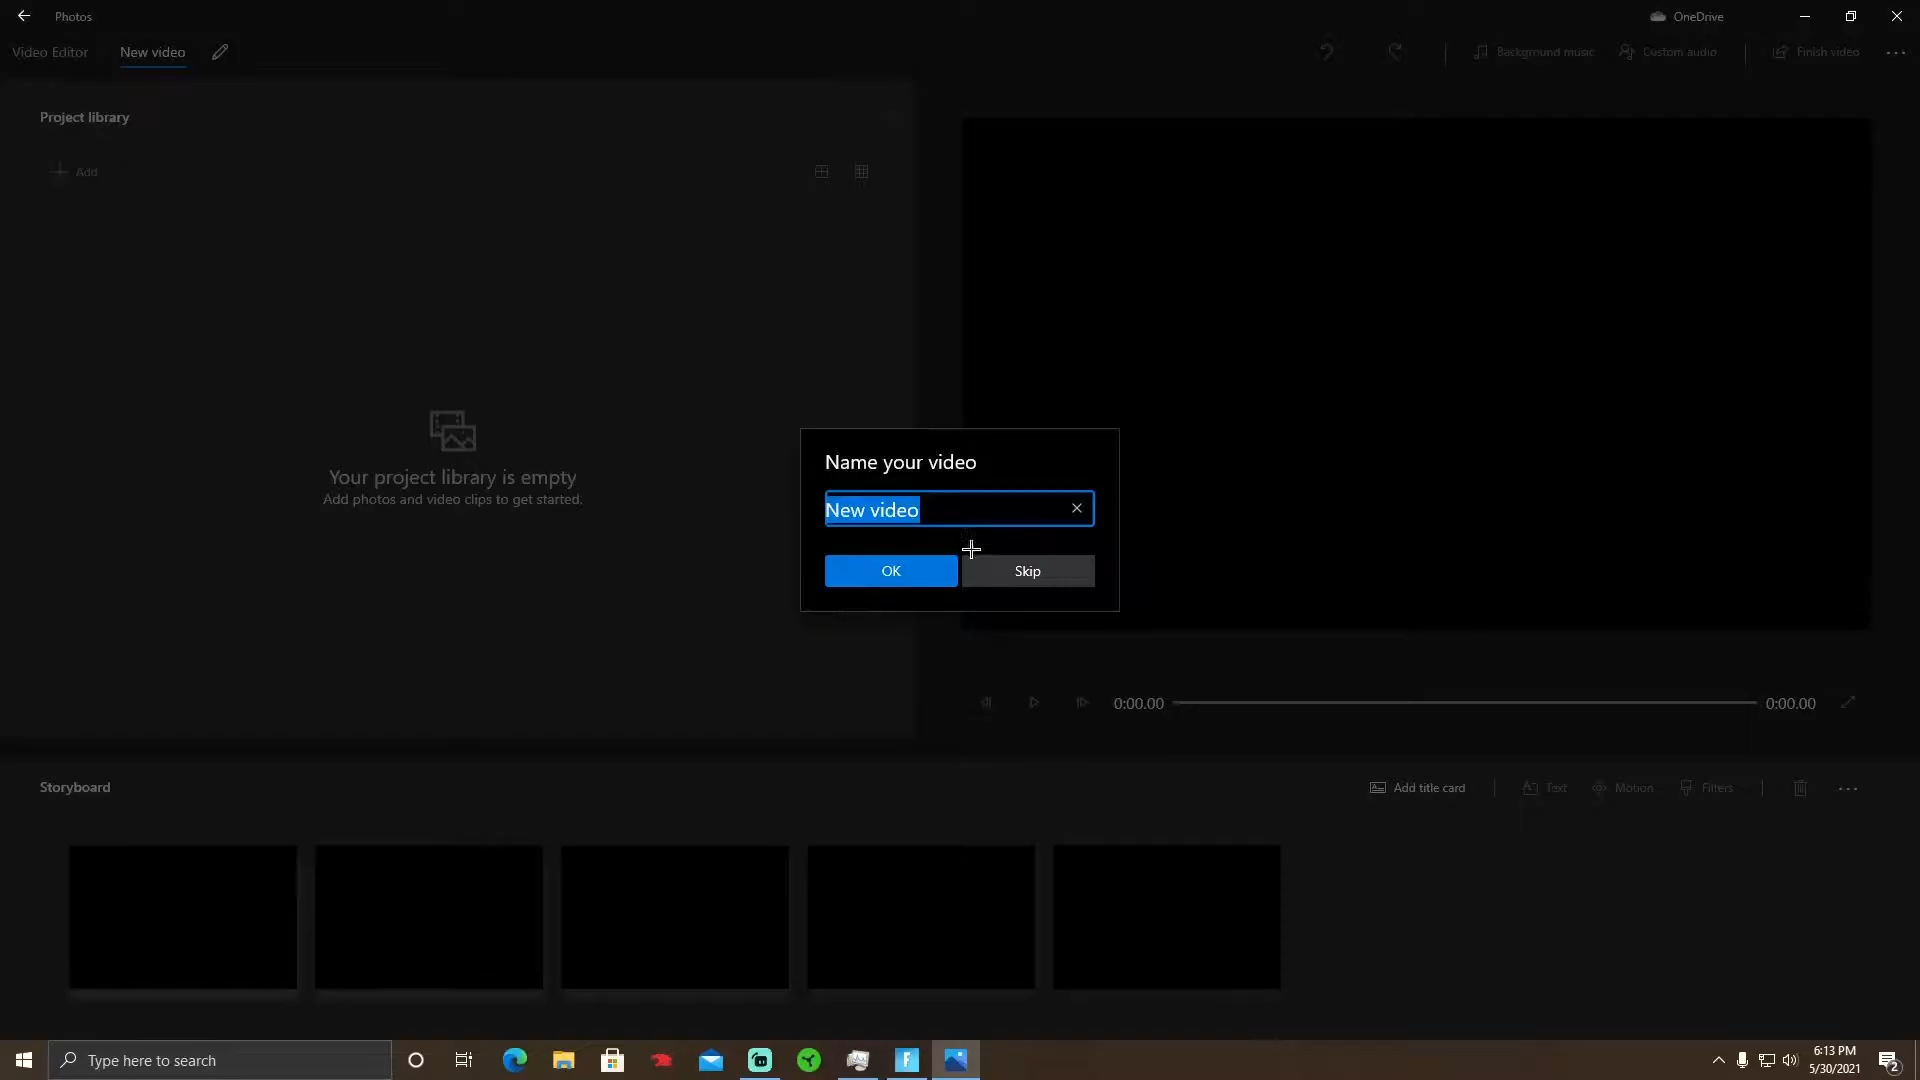 Photos
OneDrive
Video Editor
New video
Background music
Custom audio
Finish video
Project library
Add
Your project library is empty
Add photos and video clips to get started.
Name your video
New video
OK
Skip
0:00.00
0:00.00
Storyboard
Add title card
Text
Motion
Filters
Type here to search
6:13 PM
5/30/2021
2